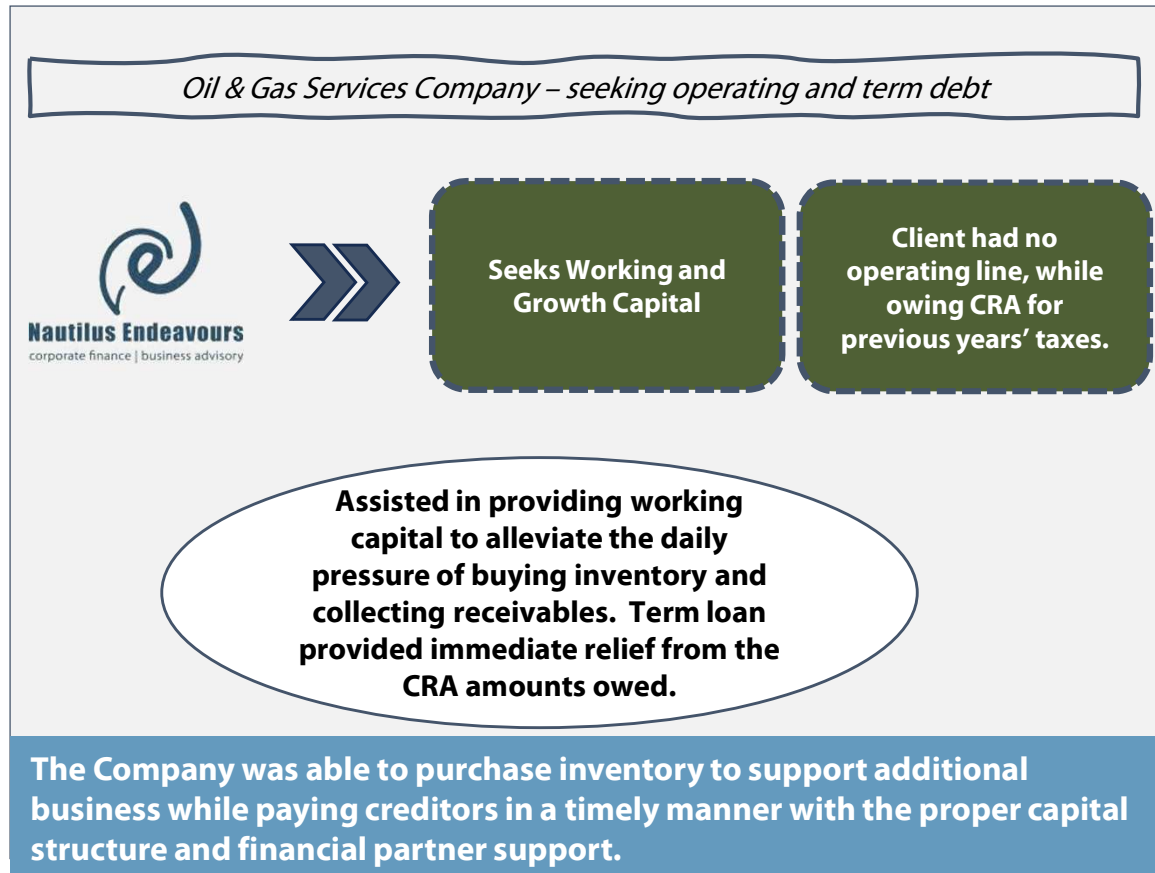 Oil & Gas Services Company – seeking operating and term debt
Nautilus Endeavours
corporate finance | business advisory
Seeks Working and
Growth Capital
Client had no
operating line, while
owing CRA for
previous years’ taxes.
Assisted in providing working
capital to alleviate the daily
pressure of buying inventory and
collecting receivables.  Term loan
provided immediate relief from the
CRA amounts owed.
The Company was able to purchase inventory to support additional
business while paying creditors in a timely manner with the proper capital
structure and financial partner support.